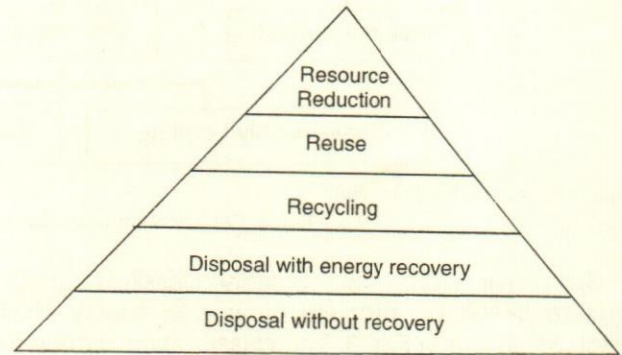 Resource
Reduction
Reuse
Recycling
Disposal with energy recovery
Disposal without recovery